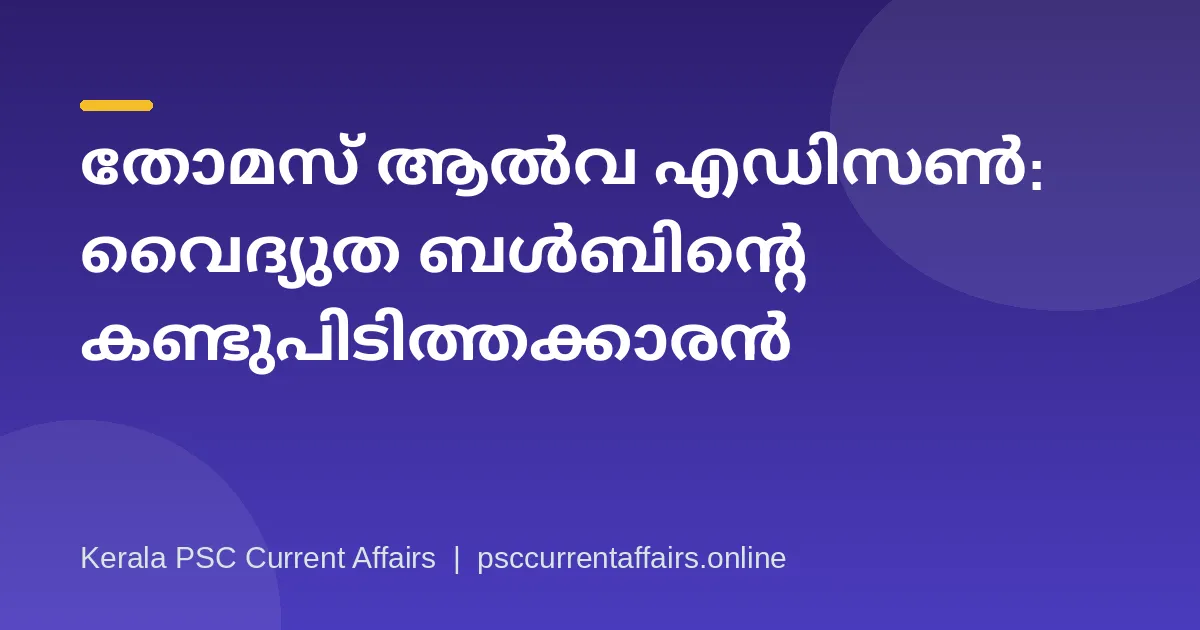 തോമസ് ആൽവ എഡിസൺ:
വൈദ്യുത ബൾബിന്റെ
കണ്ടുപിടിത്തക്കാരൻ
Kerala PSC Current Affairs | psccurrentaffairs.online